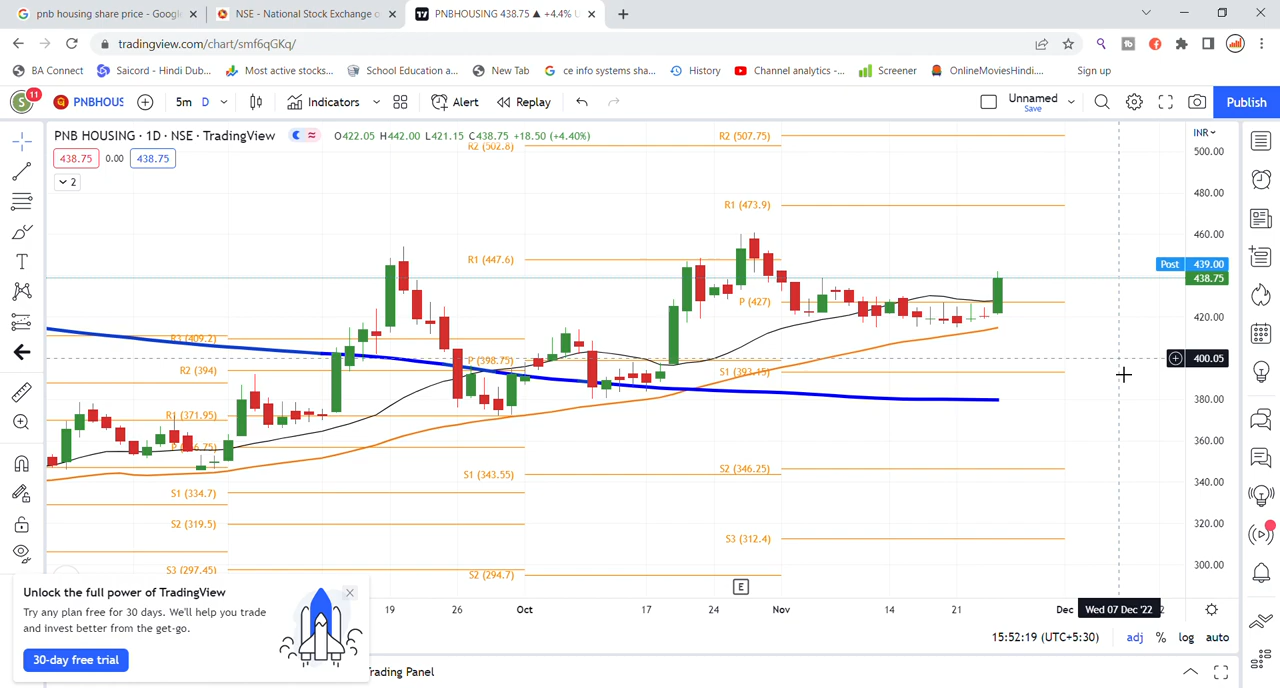 pnb housing share price - Google
NSE - National Stock Exchange o
PNBHOUSING 438.75 ▲ +4.4% U
tradingview.com/chart/smf6qGKq/
BA Connect
Saicord - Hindi Dub...
Most active stocks...
School Education a...
New Tab
ce info systems sha...
History
Channel analytics -...
Screener
OnlineMoviesHindi....
Sign up
S 11
PNBHOUS
5m
D
Indicators
Alert
Replay
Unnamed
Save
Publish
PNB HOUSING · 1D · NSE · TradingView
O422.05 H442.00 L421.15 C438.75 +18.50 (+4.40%)
INR
438.75
0.00
438.75
2
R2 (502.8)
R2 (507.75)
R1 (473.9)
R1 (447.6)
P (427)
R3 (409.2)
P (398.75)
R2 (394)
S1 (393.15)
R1 (371.95)
S1 (343.55)
S2 (346.25)
S1 (334.7)
S2 (319.5)
S3 (312.4)
S3 (297.45)
S2 (294.7)
500.00
480.00
460.00
Post 439.00
438.75
420.00
400.05
380.00
360.00
340.00
320.00
300.00
E
19
26
Oct
17
24
Nov
14
21
Dec
Wed 07 Dec '22
2
Unlock the full power of TradingView
Try any plan free for 30 days. We'll help you trade
and invest better from the get-go.
30-day free trial
15:52:19 (UTC+5:30)
adj
%
log
auto
Trading Panel